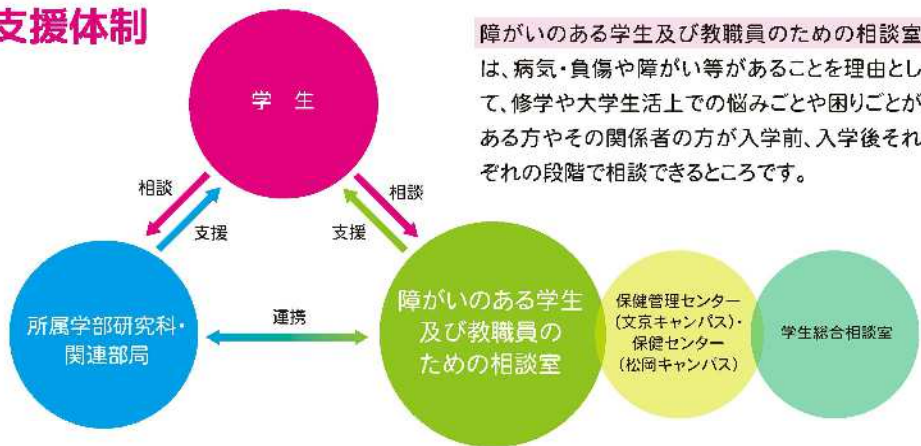 支援体制
障がいのある学生及び教職員のための相談室
は、病気・負傷や障がい等があることを理由とし
て、修学や大学生活上での悩みごとや困りごとが
ある方やその関係者の方が入学前、入学後それ
ぞれの段階で相談できるところです。
学 生
相談
支援
相談
支援
所属学部研究科・
関連部局
連携
障がいのある学生
及び教職員の
ための相談室
保健管理センター
(文京キャンパス)・
保健センター
(松岡キャンパス)
学生総合相談室